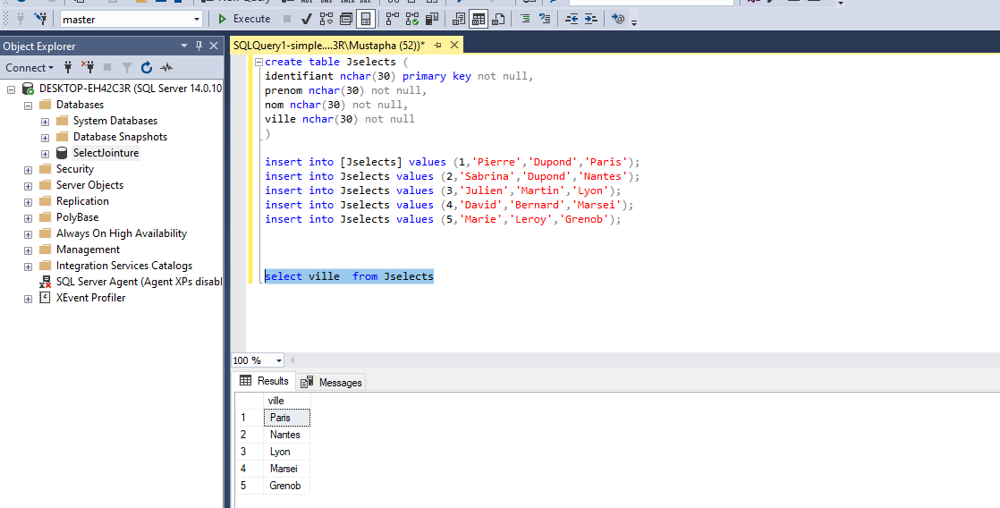 master
Execute
Object Explorer
SQLQuery1-simple....3R\Mustapha (52))*
Connect
DESKTOP-EH42C3R (SQL Server 14.0.10
Databases
System Databases
Database Snapshots
SelectJointure
Security
Server Objects
Replication
PolyBase
Always On High Availability
Management
Integration Services Catalogs
SQL Server Agent (Agent XPs disabl
XEvent Profiler
create table Jselects (
identifiant nchar(30) primary key not null,
prenom nchar(30) not null,
nom nchar(30) not null,
ville nchar(30) not null
)
insert into [Jselects] values (1,'Pierre','Dupond','Paris');
insert into Jselects values (2,'Sabrina','Dupond','Nantes');
insert into Jselects values (3,'Julien','Martin','Lyon');
insert into Jselects values (4,'David','Bernard','Marsei');
insert into Jselects values (5,'Marie','Leroy','Grenob');
select ville  from Jselects
100 %
Results
Messages
ville
1 Paris
2 Nantes
3 Lyon
4 Marsei
5 Grenob